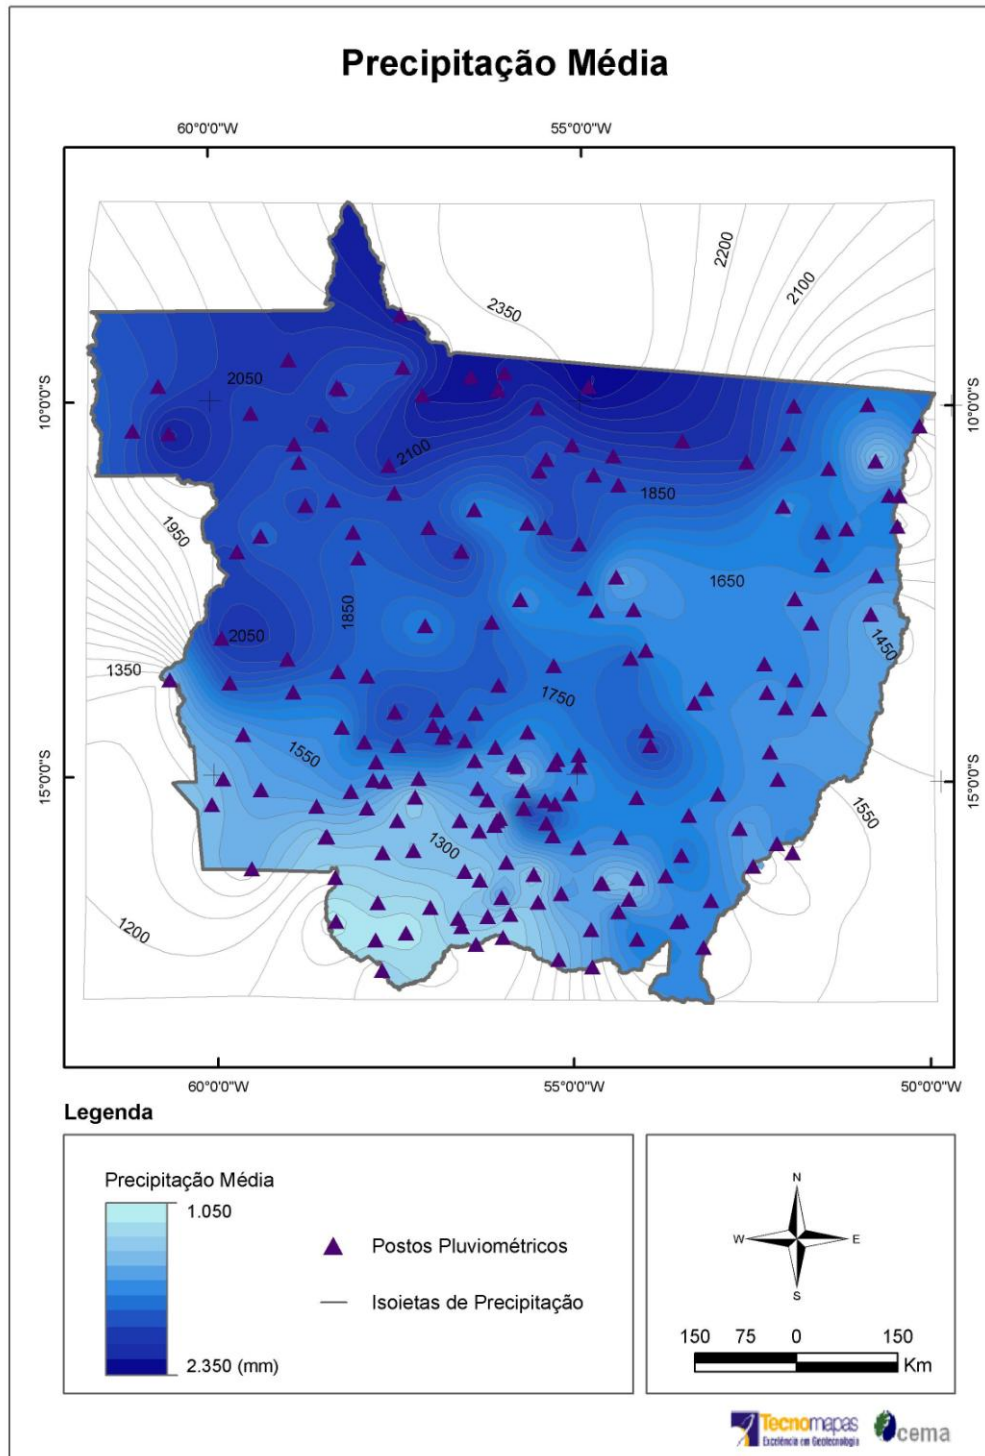 Precipitação Média
60°0'0"W
55°0'0"W
2200
2100
2350
2050
10°0'0"S
10°0'0"S
2100
1850
1950
1650
1850
2050
1450
1350
1750
1550
15°0'0"S
15°0'0"S
1550
1300
1200
60°0'0"W
55°0'0"W
50°0'0"W
Legenda
Precipitação Média
1.050
2.350 (mm)
Postos Pluviométricos
Isoietas de Precipitação
N
W
E
S
150 75 0 150
Km
Tecnomapas
Excelência em Geotecnologia
cema